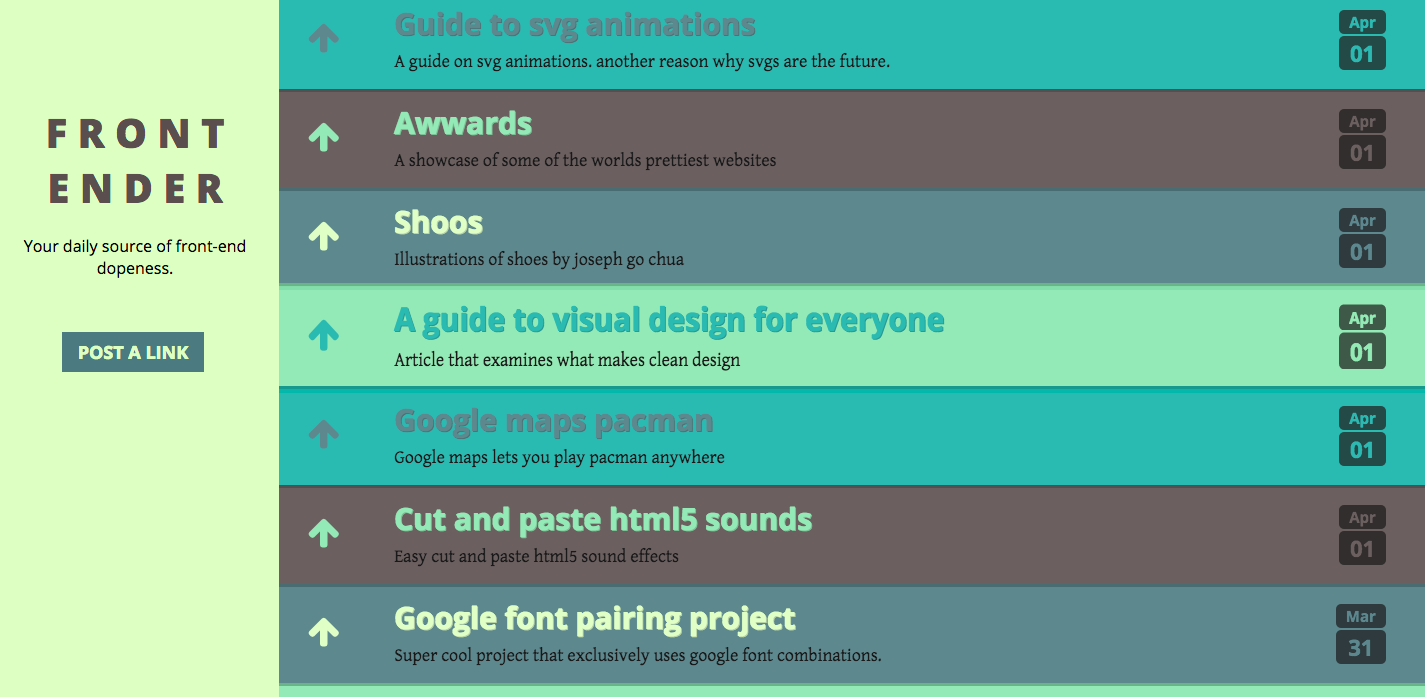 FRONT
ENDER
Your daily source of front-end
dopeness.
POST A LINK
Guide to svg animations
A guide on svg animations. another reason why svgs are the future.
Apr
01
Awwards
A showcase of some of the worlds prettiest websites
Apr
01
Shoos
Illustrations of shoes by joseph go chua
Apr
01
A guide to visual design for everyone
Article that examines what makes clean design
Apr
01
Google maps pacman
Google maps lets you play pacman anywhere
Apr
01
Cut and paste html5 sounds
Easy cut and paste html5 sound effects
Apr
01
Google font pairing project
Super cool project that exclusively uses google font combinations.
Mar
31